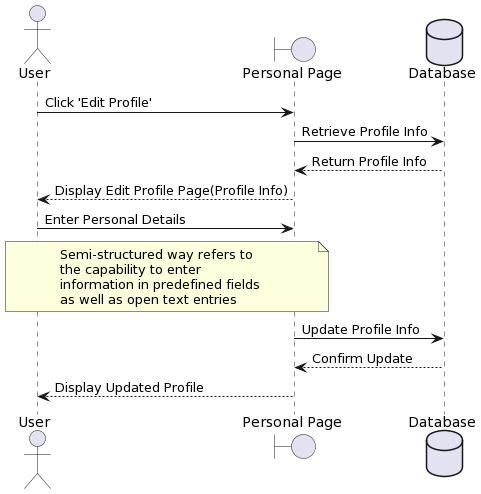 User
Personal Page
Database
Click 'Edit Profile'
Retrieve Profile Info
Return Profile Info
Display Edit Profile Page(Profile Info)
Enter Personal Details
Semi-structured way refers to
the capability to enter
information in predefined fields
as well as open text entries
Update Profile Info
Confirm Update
Display Updated Profile
User
Personal Page
Database